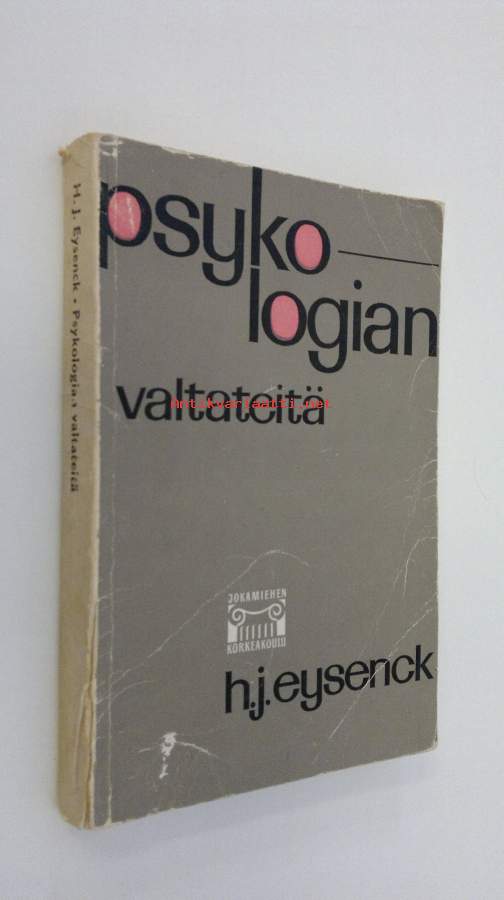 H. J. Eysenck • Psykologian valtateitä
psyko-
logian
valtateitä
Antikvariaatti.net
JOKAMIEHEN
KORKEAKOULU
h.j.eysenck